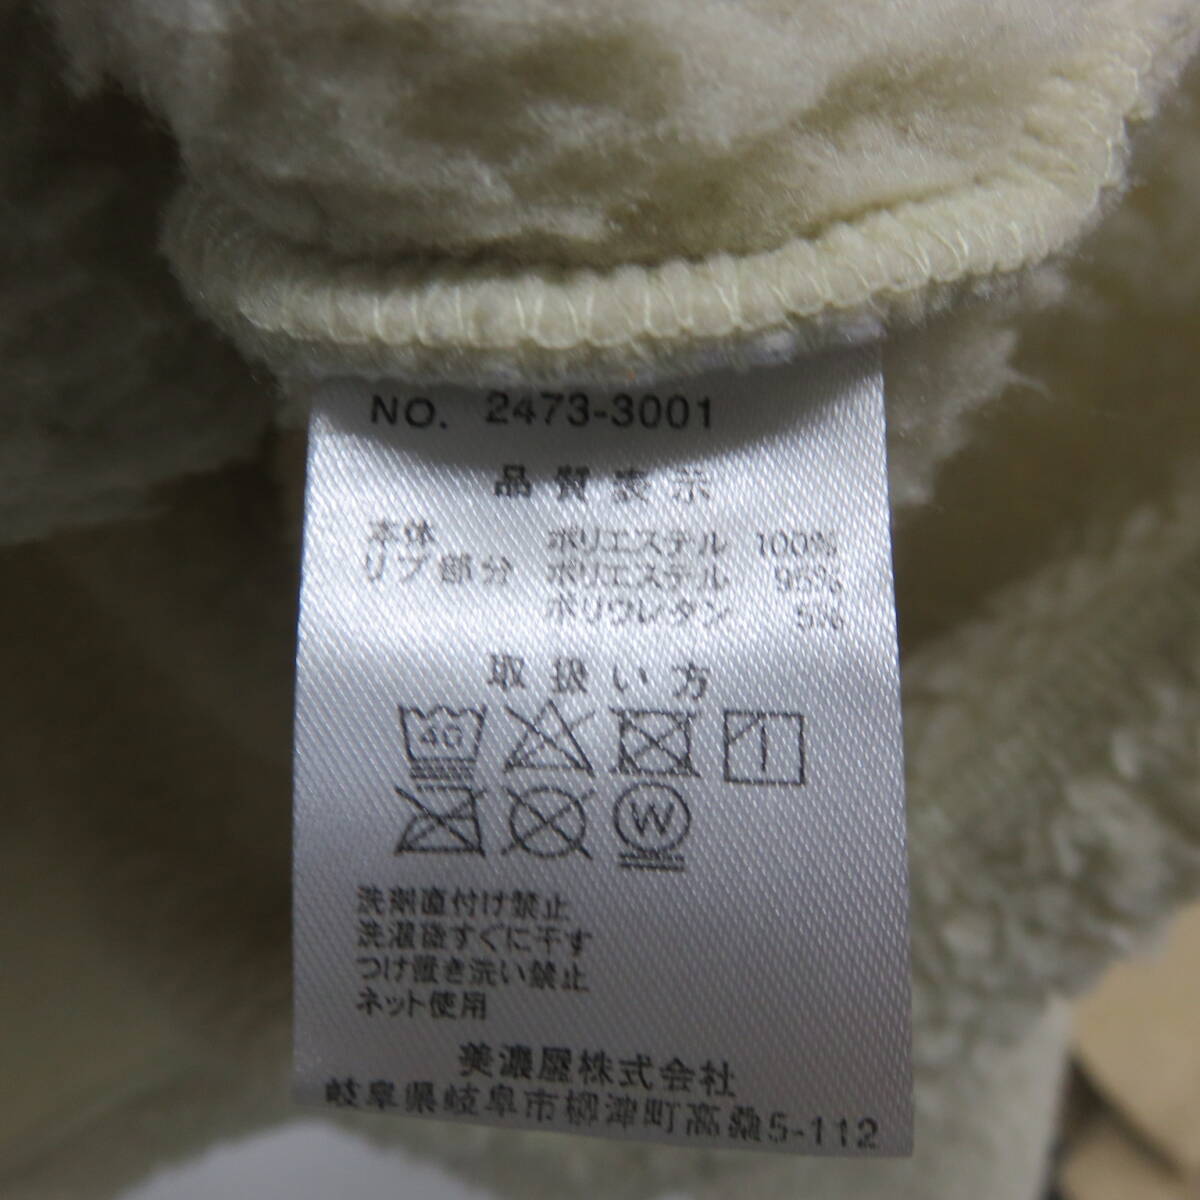 NO. 2473-3001
品質表示
本体 ポリエステル 100%
リブ部分 ポリエステル 95%
ポリウレタン 5%
取扱い方
40
W
洗剤直付け禁止
洗濯後すぐに干す
つけ置き洗い禁止
ネット使用
美濃屋株式会社
岐阜県岐阜市柳津町高桑5-112